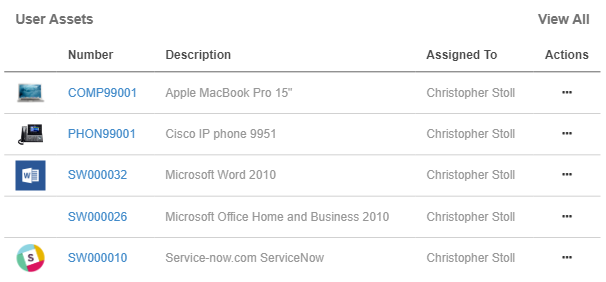 User Assets View All
Number Description Assigned To Actions
COMP99001 Apple MacBook Pro 15" Christopher Stoll •••
PHON99001 Cisco IP phone 9951 Christopher Stoll •••
W SW000032 Microsoft Word 2010 Christopher Stoll •••
SW000026 Microsoft Office Home and Business 2010 Christopher Stoll •••
S SW000010 Service-now.com ServiceNow Christopher Stoll •••